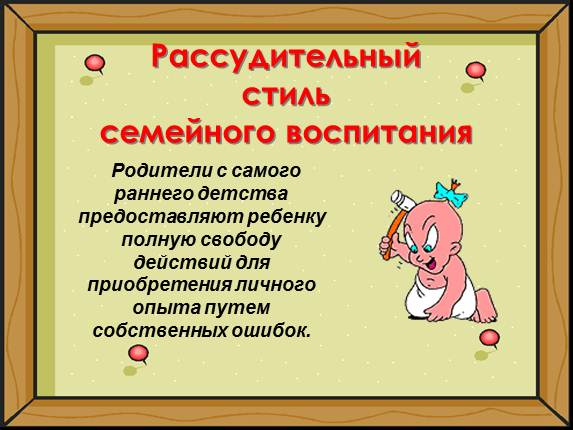 Рассудительный
стиль
семейного воспитания
Родители с самого
раннего детства
предоставляют ребенку
полную свободу
действий для
приобретения личного
опыта путем
собственных ошибок.